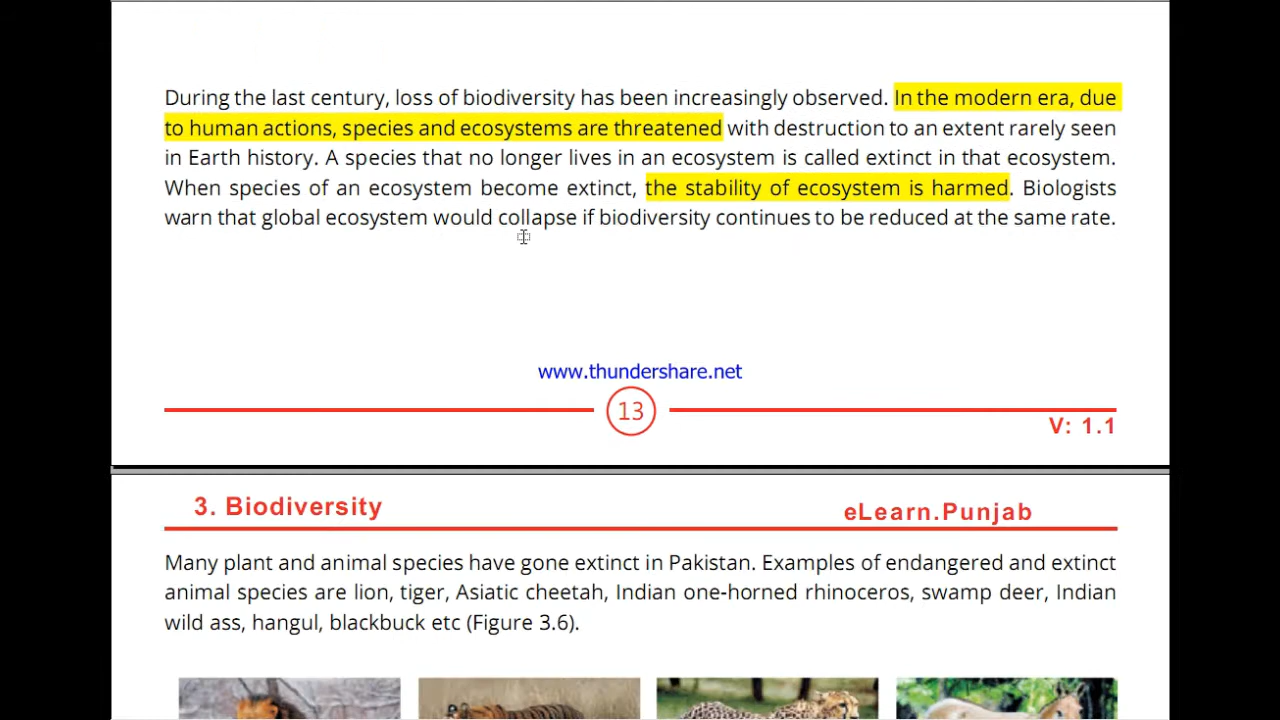 During the last century, loss of biodiversity has been increasingly observed. In the modern era, due
to human actions, species and ecosystems are threatened with destruction to an extent rarely seen
in Earth history. A species that no longer lives in an ecosystem is called extinct in that ecosystem.
When species of an ecosystem become extinct, the stability of ecosystem is harmed. Biologists
warn that global ecosystem would collapse if biodiversity continues to be reduced at the same rate.
www.thundershare.net
13
V: 1.1
3. Biodiversity
eLearn.Punjab
Many plant and animal species have gone extinct in Pakistan. Examples of endangered and extinct
animal species are lion, tiger, Asiatic cheetah, Indian one-horned rhinoceros, swamp deer, Indian
wild ass, hangul, blackbuck etc (Figure 3.6).